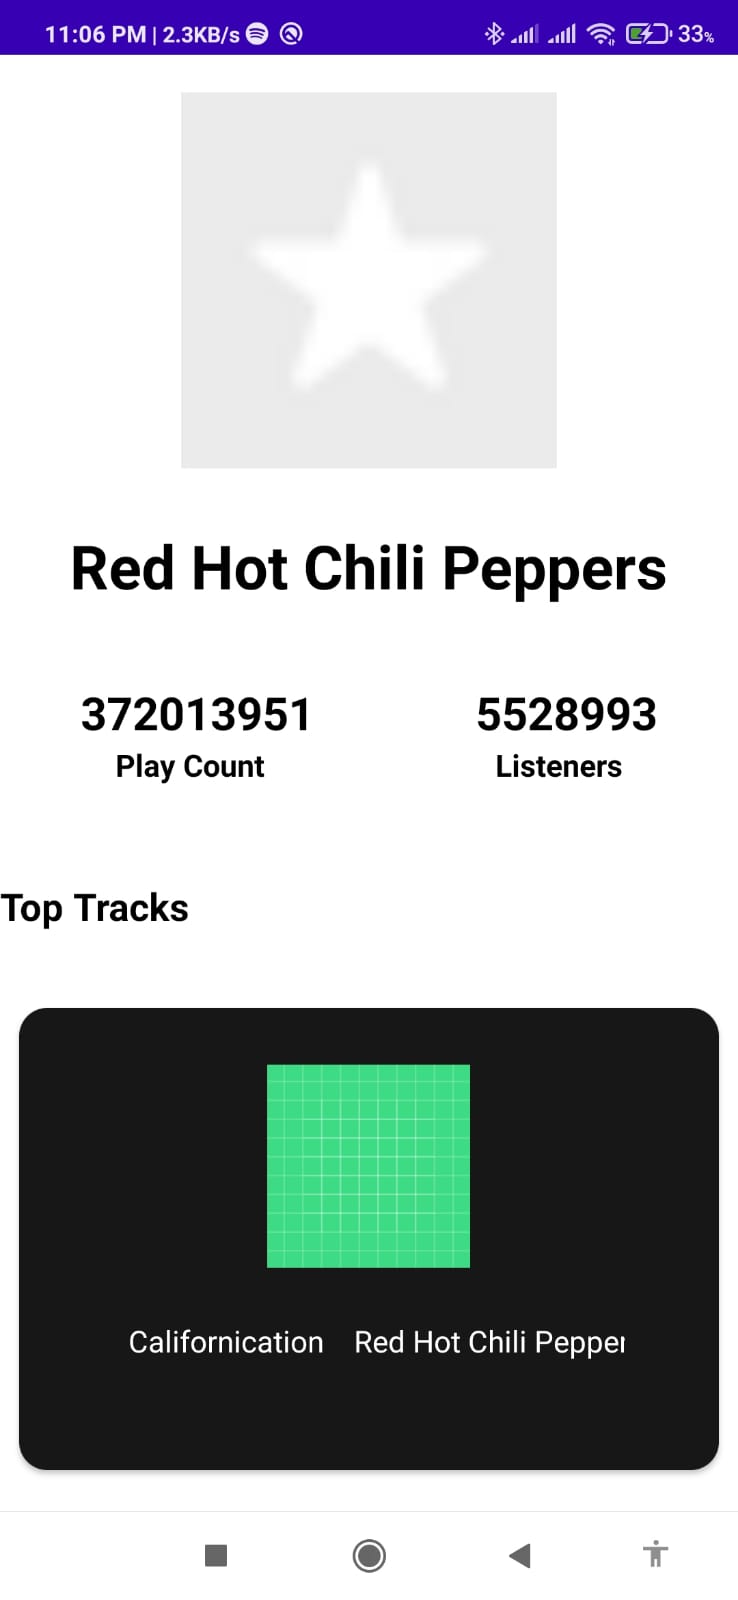 11:06 PM | 2.3KB/s 33%
Red Hot Chili Peppers
372013951 5528993
Play Count Listeners
Top Tracks
Californication Red Hot Chili Pepper